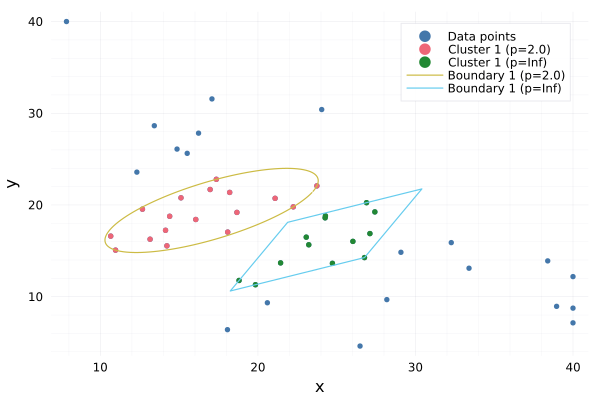 40
30
20
10
y
10
20
30
40
x
Data points
Cluster 1 (p=2.0)
Cluster 1 (p=Inf)
Boundary 1 (p=2.0)
Boundary 1 (p=Inf)